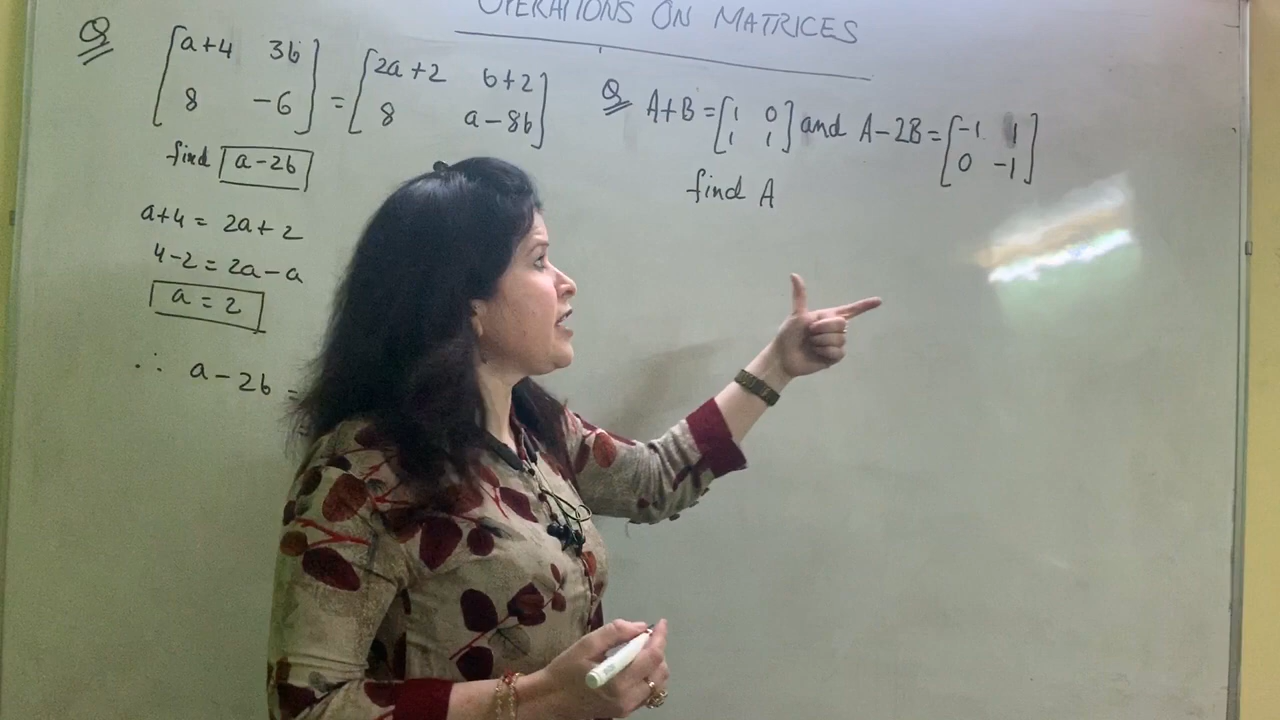 OPERATIONS ON MATRICES
Q [a+4 3b
8 -6] = [2a+2 b+2
8 a-8b]
find a-2b
a+4 = 2a+2
4-2 = 2a-a
a = 2
∴ a-2b =
Q A+B = [1 0
1 1] and A-2B = [-1 1
0 -1]
find A